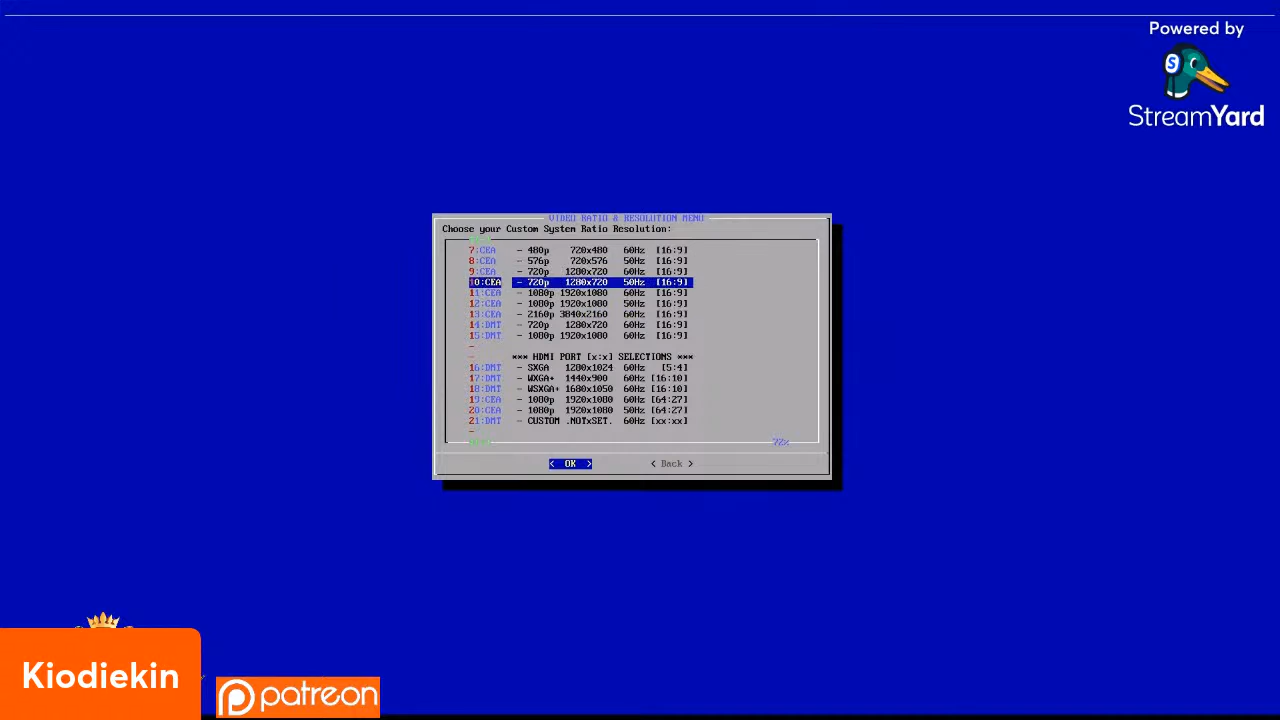 Powered by
StreamYard
VIDEO RATIO & RESOLUTION MENU
Choose your Custom System Ratio Resolution:
7:CEA - 480p 720x480 60Hz [16:9]
8:CEA - 576p 720x576 50Hz [16:9]
9:CEA - 720p 1280x720 60Hz [16:9]
10:CEA - 720p 1280x720 50Hz [16:9]
11:CEA - 1080p 1920x1080 60Hz [16:9]
12:CEA - 1080p 1920x1080 50Hz [16:9]
13:CEA - 2160p 3840x2160 60Hz [16:9]
14:DMT - 720p 1280x720 60Hz [16:9]
15:DMT - 1080p 1920x1080 60Hz [16:9]
-
- *** HDMI PORT [x:x] SELECTIONS ***
16:DMT - SXGA 1280x1024 60Hz [5:4]
17:DMT - WXGA+ 1440x900 60Hz [16:10]
18:DMT - WSXGA+ 1680x1050 60Hz [16:10]
19:CEA - 1080p 1920x1080 60Hz [64:27]
20:CEA - 1080p 1920x1080 50Hz [64:27]
21:DMT - CUSTOM .NOTxSET. 60Hz [xx:xx]
-
72%
< OK > < Back >
Kiodiekin
patreon